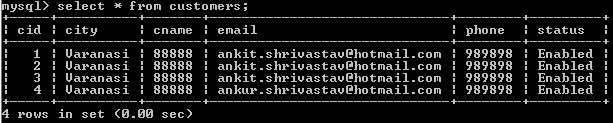 mysql> select * from customers;
+-----+----------+-------+-----------------------------+--------+---------+
| cid | city | cname | email | phone | status |
+-----+----------+-------+-----------------------------+--------+---------+
| 1 | Varanasi | 88888 | ankit.shrivastav@hotmail.com | 989898 | Enabled |
| 2 | Varanasi | 88888 | ankit.shrivastav@hotmail.com | 989898 | Enabled |
| 3 | Varanasi | 88888 | ankit.shrivastav@hotmail.com | 989898 | Enabled |
| 4 | Varanasi | 88888 | ankur.shrivastav@hotmail.com | 989898 | Enabled |
+-----+----------+-------+-----------------------------+--------+---------+
4 rows in set (0.00 sec)